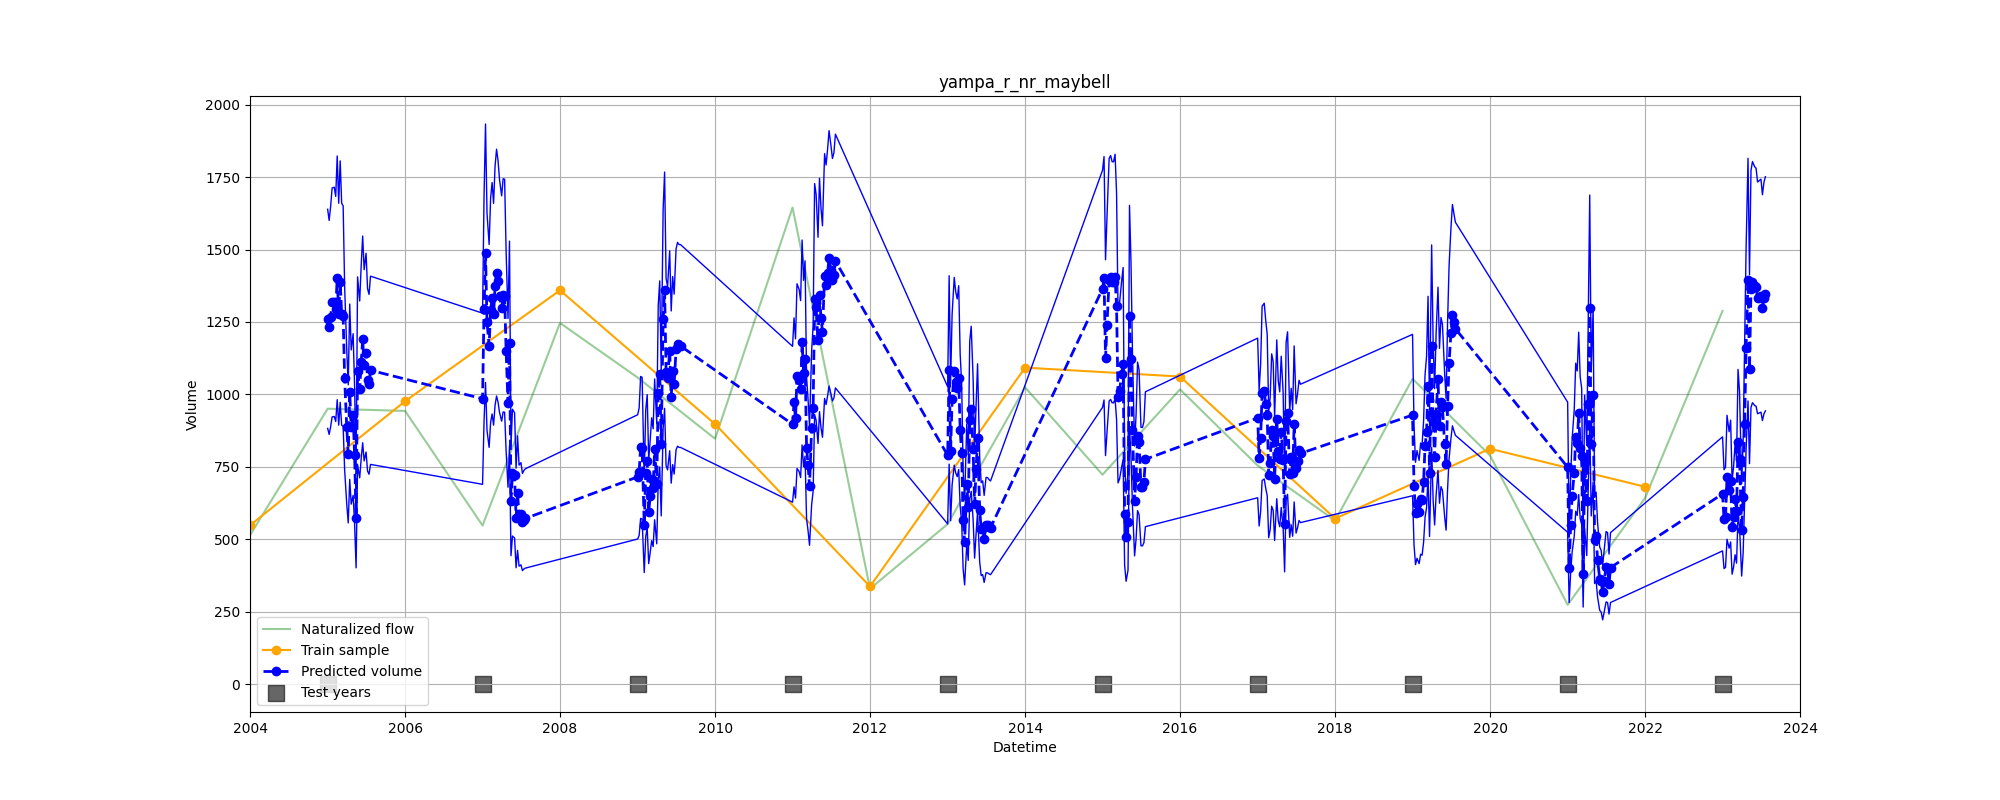 yampa_r_nr_maybell
2000
1750
1500
1250
1000
750
500
250
0
Volume
Naturalized flow
Train sample
Predicted volume
Test years
2004 2006 2008 2010 2012 2014 2016 2018 2020 2022 2024
Datetime